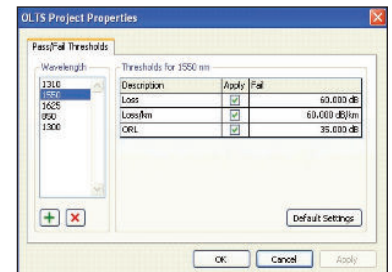 OLTS Project Properties
Pass/Fail Thresholds
Wavelength
1310
1550
1625
850
1300
Thresholds for 1550 nm
Description Apply Fail
Loss 60.000 dB
Loss/km 60.000 dB/km
ORL 35.000 dB
Default Settings
OK Cancel Apply